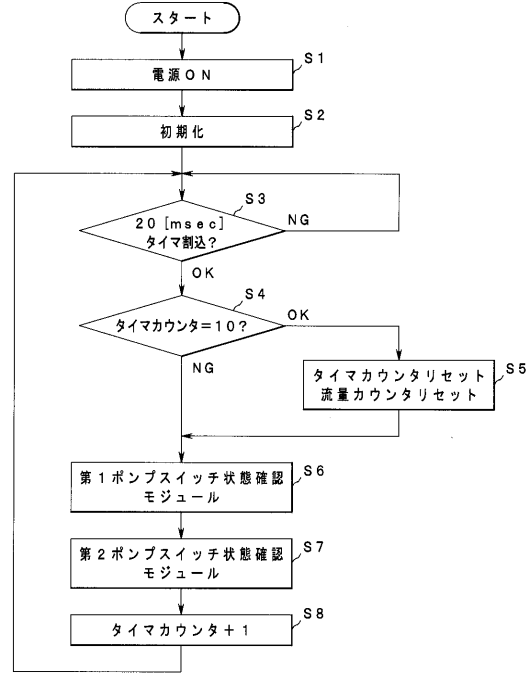 スタート
S1
電源ON
S2
初期化
S3
20[msec]
タイマ割込?
NG
OK
S4
タイマカウンタ=10?
OK
NG
S5
タイマカウンタリセット
流量カウンタリセット
S6
第1ポンプスイッチ状態確認
モジュール
S7
第2ポンプスイッチ状態確認
モジュール
S8
タイマカウンタ+1